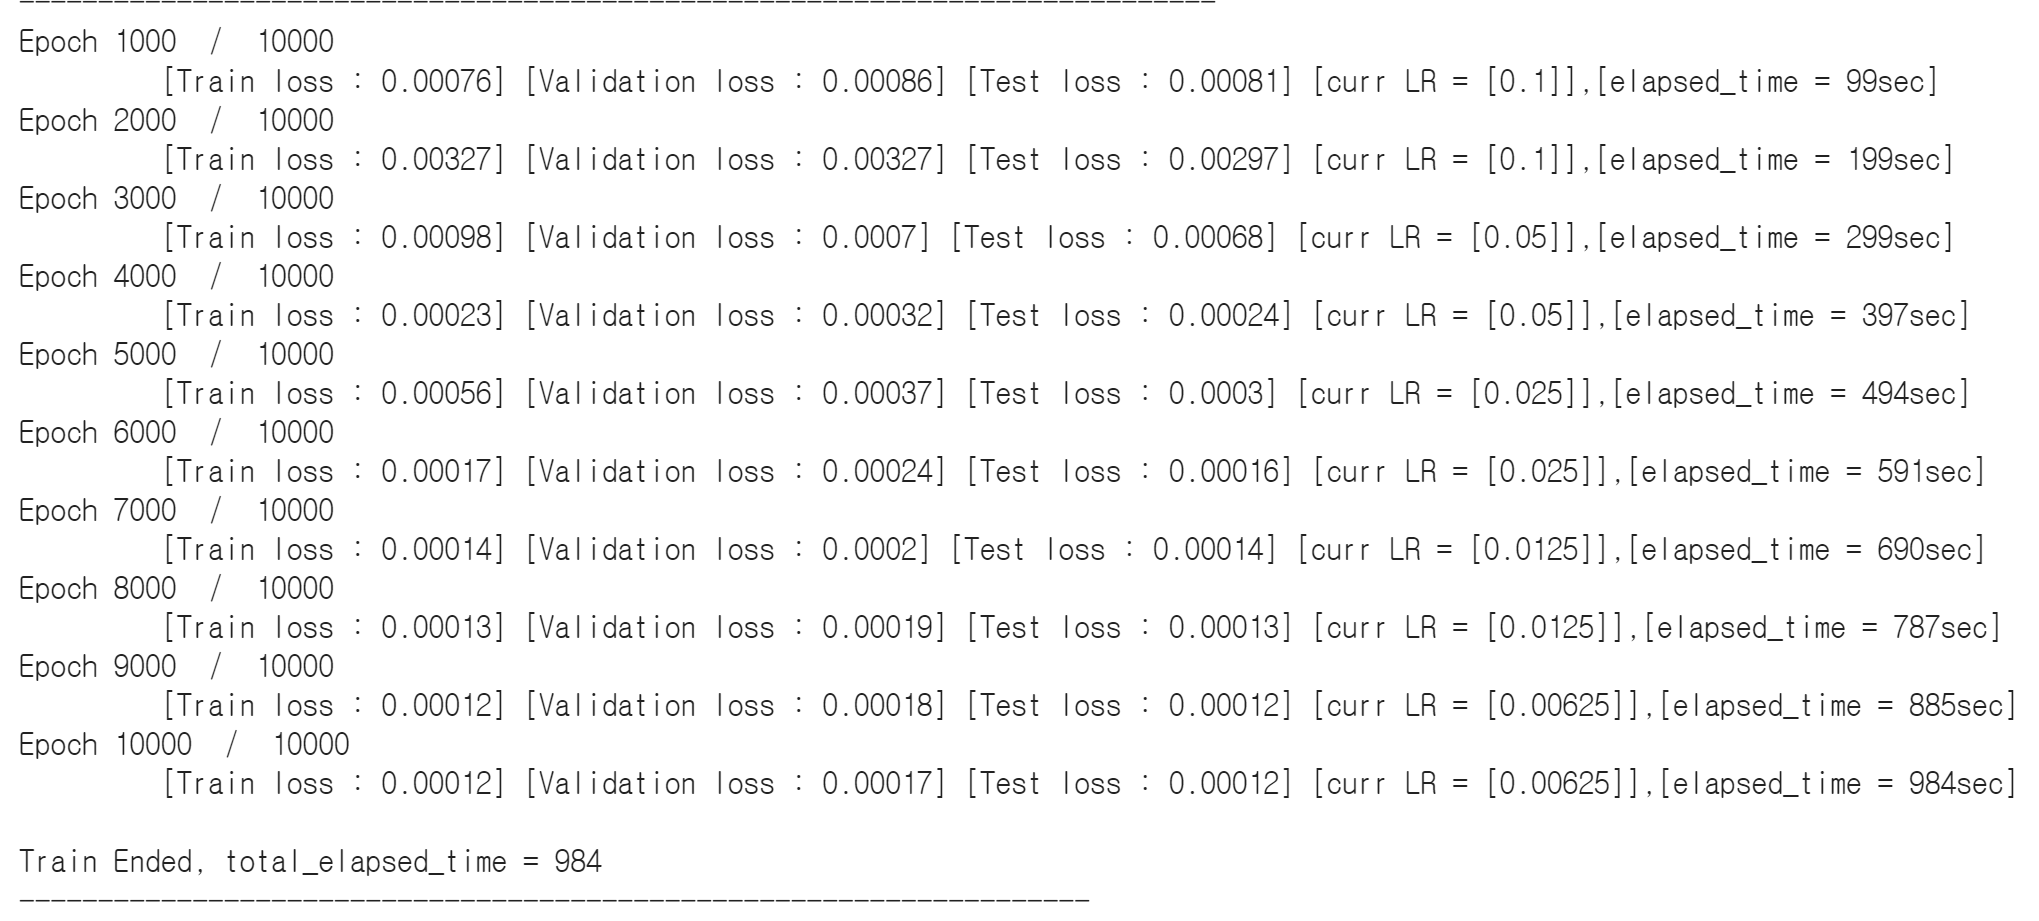 ----------------------------------------------------------------------------
Epoch 1000  /  10000
         [Train loss : 0.00076] [Validation loss : 0.00086] [Test loss : 0.00081] [curr LR = [0.1]],[elapsed_time = 99sec]
Epoch 2000  /  10000
         [Train loss : 0.00327] [Validation loss : 0.00327] [Test loss : 0.00297] [curr LR = [0.1]],[elapsed_time = 199sec]
Epoch 3000  /  10000
         [Train loss : 0.00098] [Validation loss : 0.0007] [Test loss : 0.00068] [curr LR = [0.05]],[elapsed_time = 299sec]
Epoch 4000  /  10000
         [Train loss : 0.00023] [Validation loss : 0.00032] [Test loss : 0.00024] [curr LR = [0.05]],[elapsed_time = 397sec]
Epoch 5000  /  10000
         [Train loss : 0.00056] [Validation loss : 0.00037] [Test loss : 0.0003] [curr LR = [0.025]],[elapsed_time = 494sec]
Epoch 6000  /  10000
         [Train loss : 0.00017] [Validation loss : 0.00024] [Test loss : 0.00016] [curr LR = [0.025]],[elapsed_time = 591sec]
Epoch 7000  /  10000
         [Train loss : 0.00014] [Validation loss : 0.0002] [Test loss : 0.00014] [curr LR = [0.0125]],[elapsed_time = 690sec]
Epoch 8000  /  10000
         [Train loss : 0.00013] [Validation loss : 0.00019] [Test loss : 0.00013] [curr LR = [0.0125]],[elapsed_time = 787sec]
Epoch 9000  /  10000
         [Train loss : 0.00012] [Validation loss : 0.00018] [Test loss : 0.00012] [curr LR = [0.00625]],[elapsed_time = 885sec]
Epoch 10000  /  10000
         [Train loss : 0.00012] [Validation loss : 0.00017] [Test loss : 0.00012] [curr LR = [0.00625]],[elapsed_time = 984sec]

Train Ended, total_elapsed_time = 984
--------------------------------------------------------------------